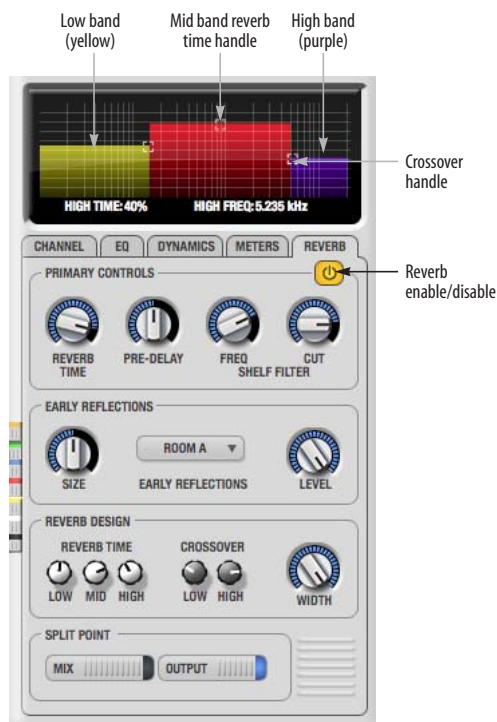 Low band
(yellow)
Mid band reverb
time handle
High band
(purple)
Crossover
handle
HIGH TIME: 40%
HIGH FREQ: 5.235 kHz
CHANNEL
EQ
DYNAMICS
METERS
REVERB
Reverb
enable/disable
PRIMARY CONTROLS
REVERB
TIME
PRE-DELAY
FREQ
CUT
SHELF FILTER
EARLY REFLECTIONS
ROOM A
SIZE
EARLY REFLECTIONS
LEVEL
REVERB DESIGN
REVERB TIME
CROSSOVER
LOW
MID
HIGH
LOW
HIGH
WIDTH
SPLIT POINT
MIX
OUTPUT